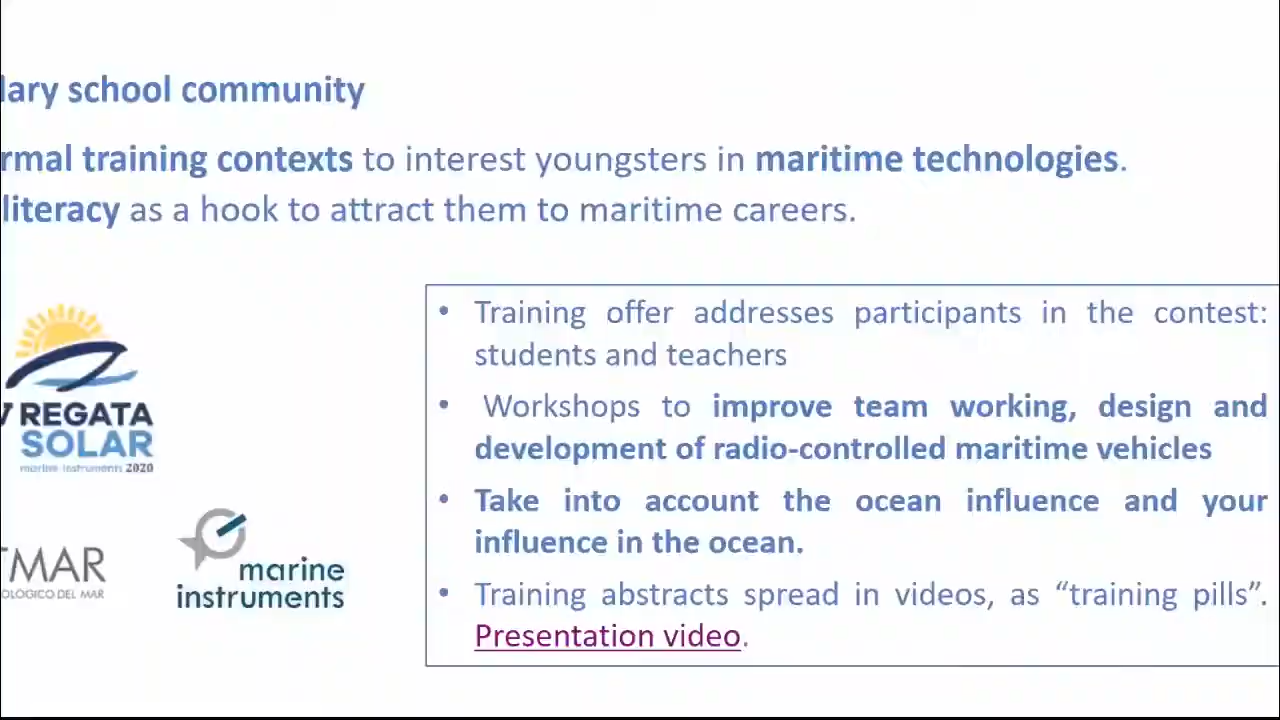 dary school community
rmal training contexts to interest youngsters in maritime technologies.
literacy as a hook to attract them to maritime careers.
V REGATA
SOLAR
marine instruments 2020
TMAR
OLOGICO DEL MAR
marine
instruments
• Training offer addresses participants in the contest:
students and teachers
• Workshops to improve team working, design and
development of radio-controlled maritime vehicles
• Take into account the ocean influence and your
influence in the ocean.
• Training abstracts spread in videos, as “training pills”.
Presentation video.